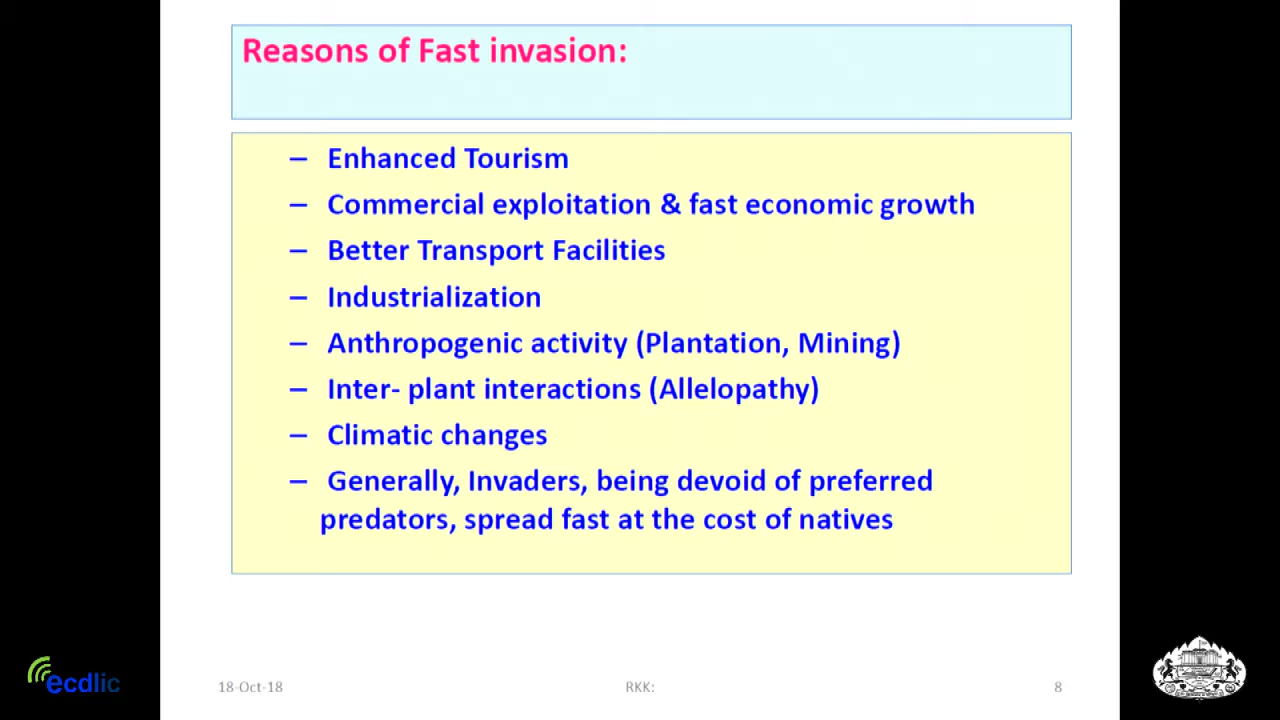 Reasons of Fast invasion:
– Enhanced Tourism
– Commercial exploitation & fast economic growth
– Better Transport Facilities
– Industrialization
– Anthropogenic activity (Plantation, Mining)
– Inter- plant interactions (Allelopathy)
– Climatic changes
– Generally, Invaders, being devoid of preferred
predators, spread fast at the cost of natives
ecdlic
18-Oct-18
RKK:
8